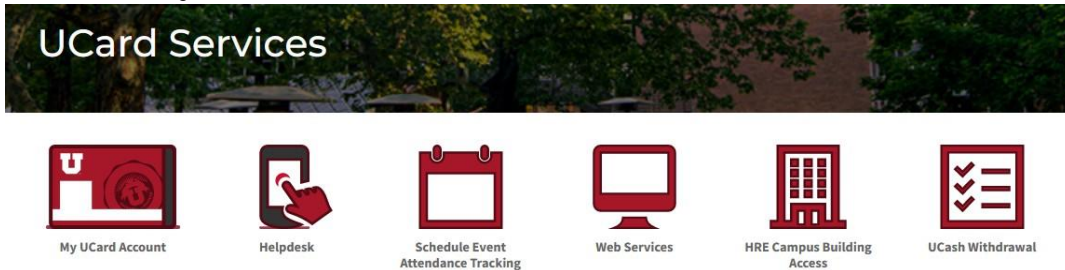 UCard Services
U
U
My UCard Account
Helpdesk
Schedule Event
Attendance Tracking
Web Services
HRE Campus Building
Access
UCash Withdrawal